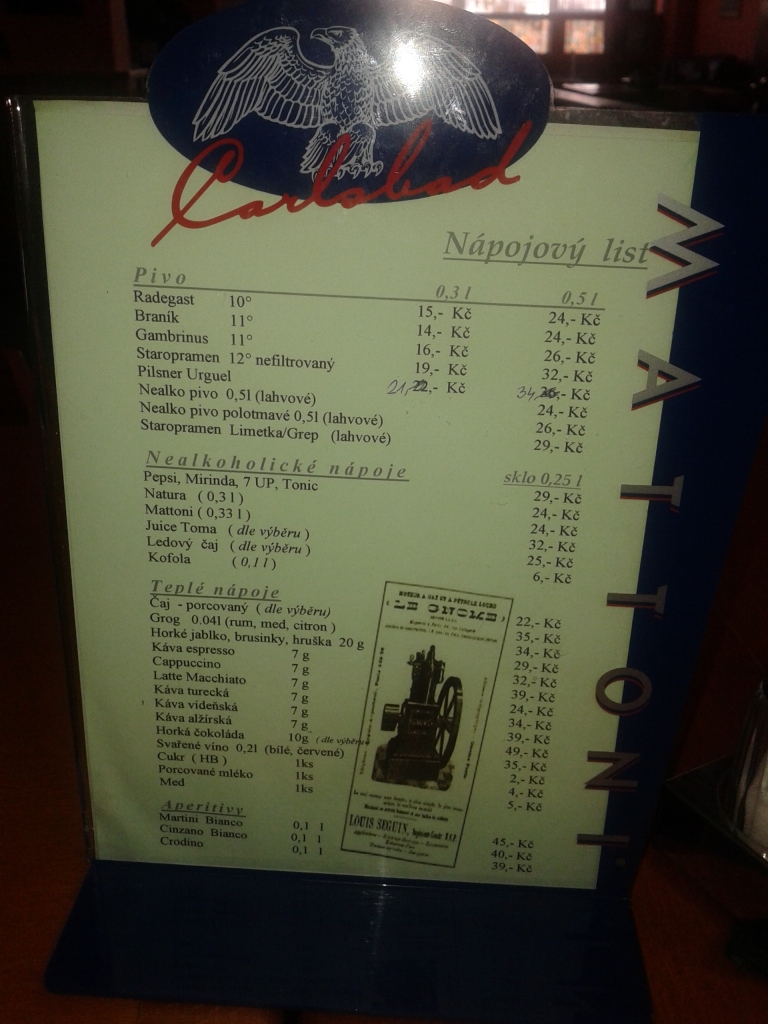 Carlsbad
MATTONI
Nápojový list
Pivo 0,3 l 0,5 l
Radegast 10° 15,- Kč 24,- Kč
Braník 11° 14,- Kč 24,- Kč
Gambrinus 11° 16,- Kč 26,- Kč
Staropramen 12° nefiltrovaný 19,- Kč 32,- Kč
Pilsner Urguel 21,- 22,- Kč 34,- 36,- Kč
Nealko pivo 0,5l (lahvové) 24,- Kč
Nealko pivo polotmavé 0,5l (lahvové) 26,- Kč
Staropramen Limetka/Grep (lahvové) 29,- Kč
Nealkoholické nápoje sklo 0,25 l
Pepsi, Mirinda, 7 UP, Tonic 29,- Kč
Natura ( 0,3 l ) 24,- Kč
Mattoni ( 0,33 l ) 24,- Kč
Juice Toma ( dle výběru ) 32,- Kč
Ledový čaj ( dle výběru ) 25,- Kč
Kofola ( 0,1 l ) 6,- Kč
Teplé nápoje
Čaj - porcovaný ( dle výběru) 22,- Kč
Grog 0.04l (rum, med, citron ) 35,- Kč
Horké jablko, brusinky, hruška 20 g 34,- Kč
Káva espresso 7 g 29,- Kč
Cappuccino 7 g 32,- Kč
Latte Macchiato 7 g 39,- Kč
Káva turecká 7 g 24,- Kč
Káva vídeňská 7 g 34,- Kč
Káva alžírská 7 g 39,- Kč
Horká čokoláda 10g ( dle výběru 49,- Kč
Svařené víno 0,2l (bílé, červené) 35,- Kč
Cukr ( HB ) 1ks 2,- Kč
Porcované mléko 1ks 4,- Kč
Med 1ks 5,- Kč
Aperitivy
Martini Bianco 0,1 l 45,- Kč
Cinzano Bianco 0,1 l 40,- Kč
Crodino 0,1 l 39,- Kč
LOUIS SEGUIN,